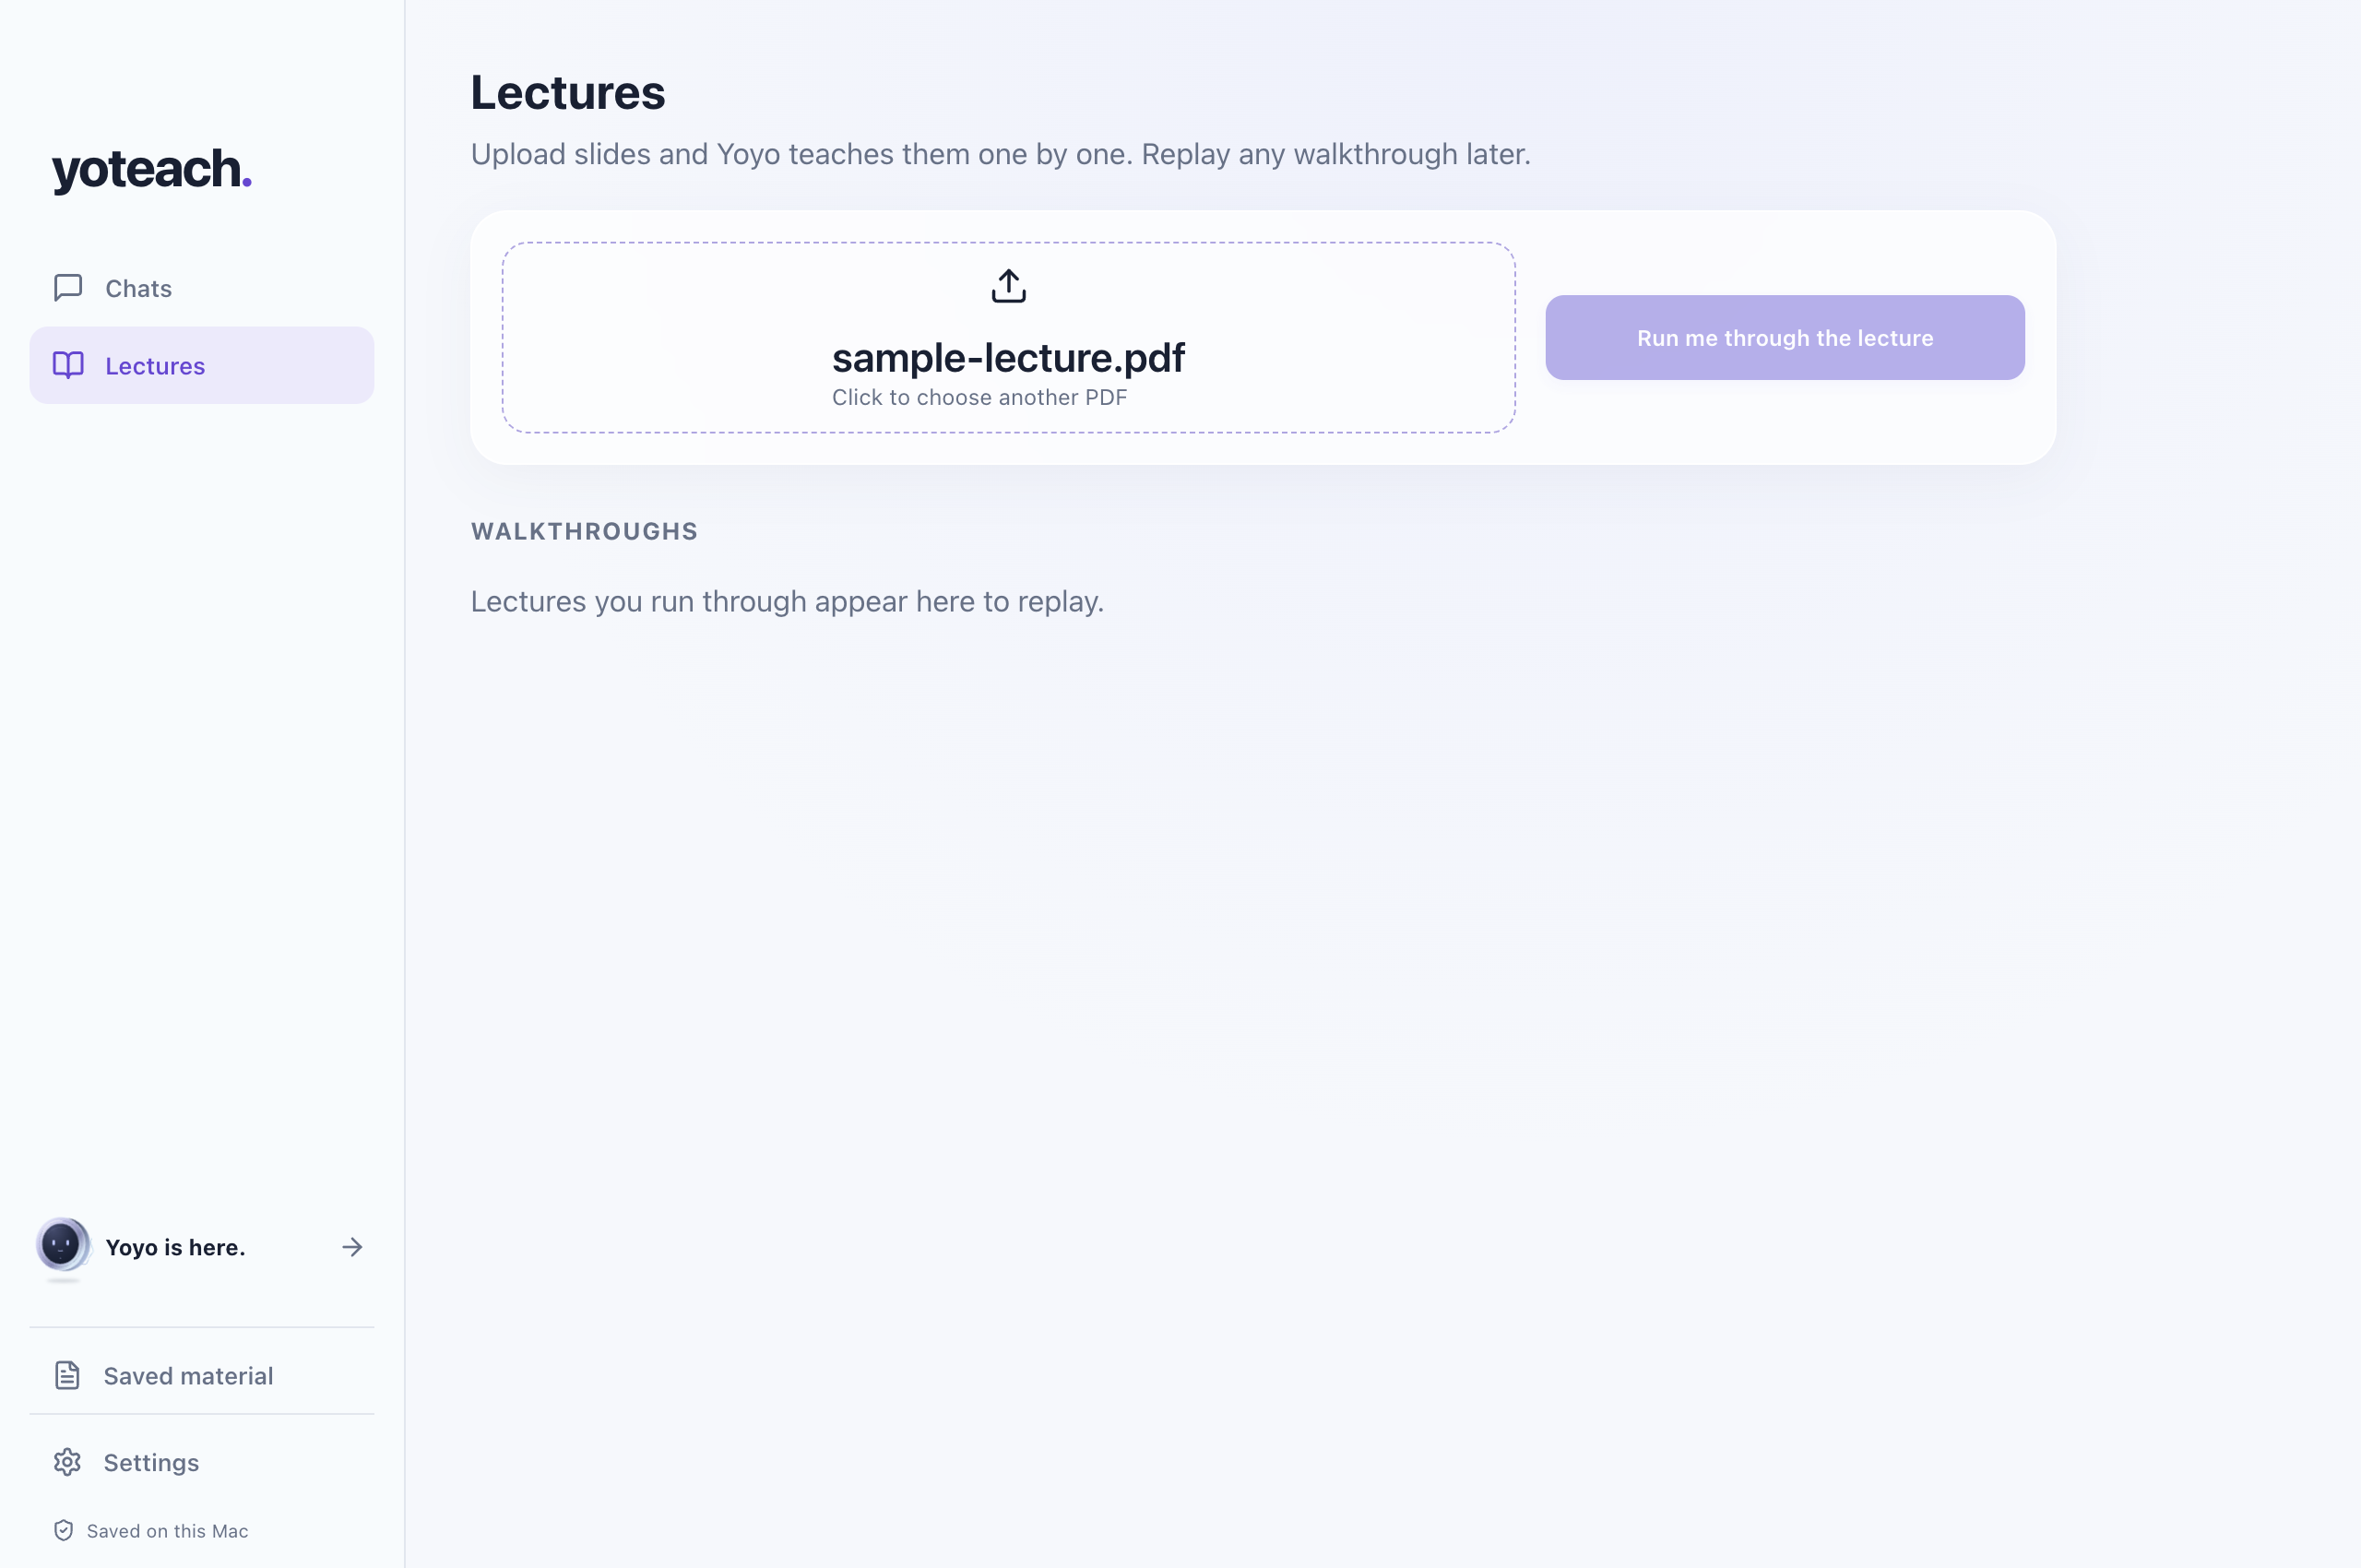 yoteach.
Chats
Lectures
Yoyo is here.
Saved material
Settings
Saved on this Mac
Lectures
Upload slides and Yoyo teaches them one by one. Replay any walkthrough later.
sample-lecture.pdf
Click to choose another PDF
Run me through the lecture
WALKTHROUGHS
Lectures you run through appear here to replay.